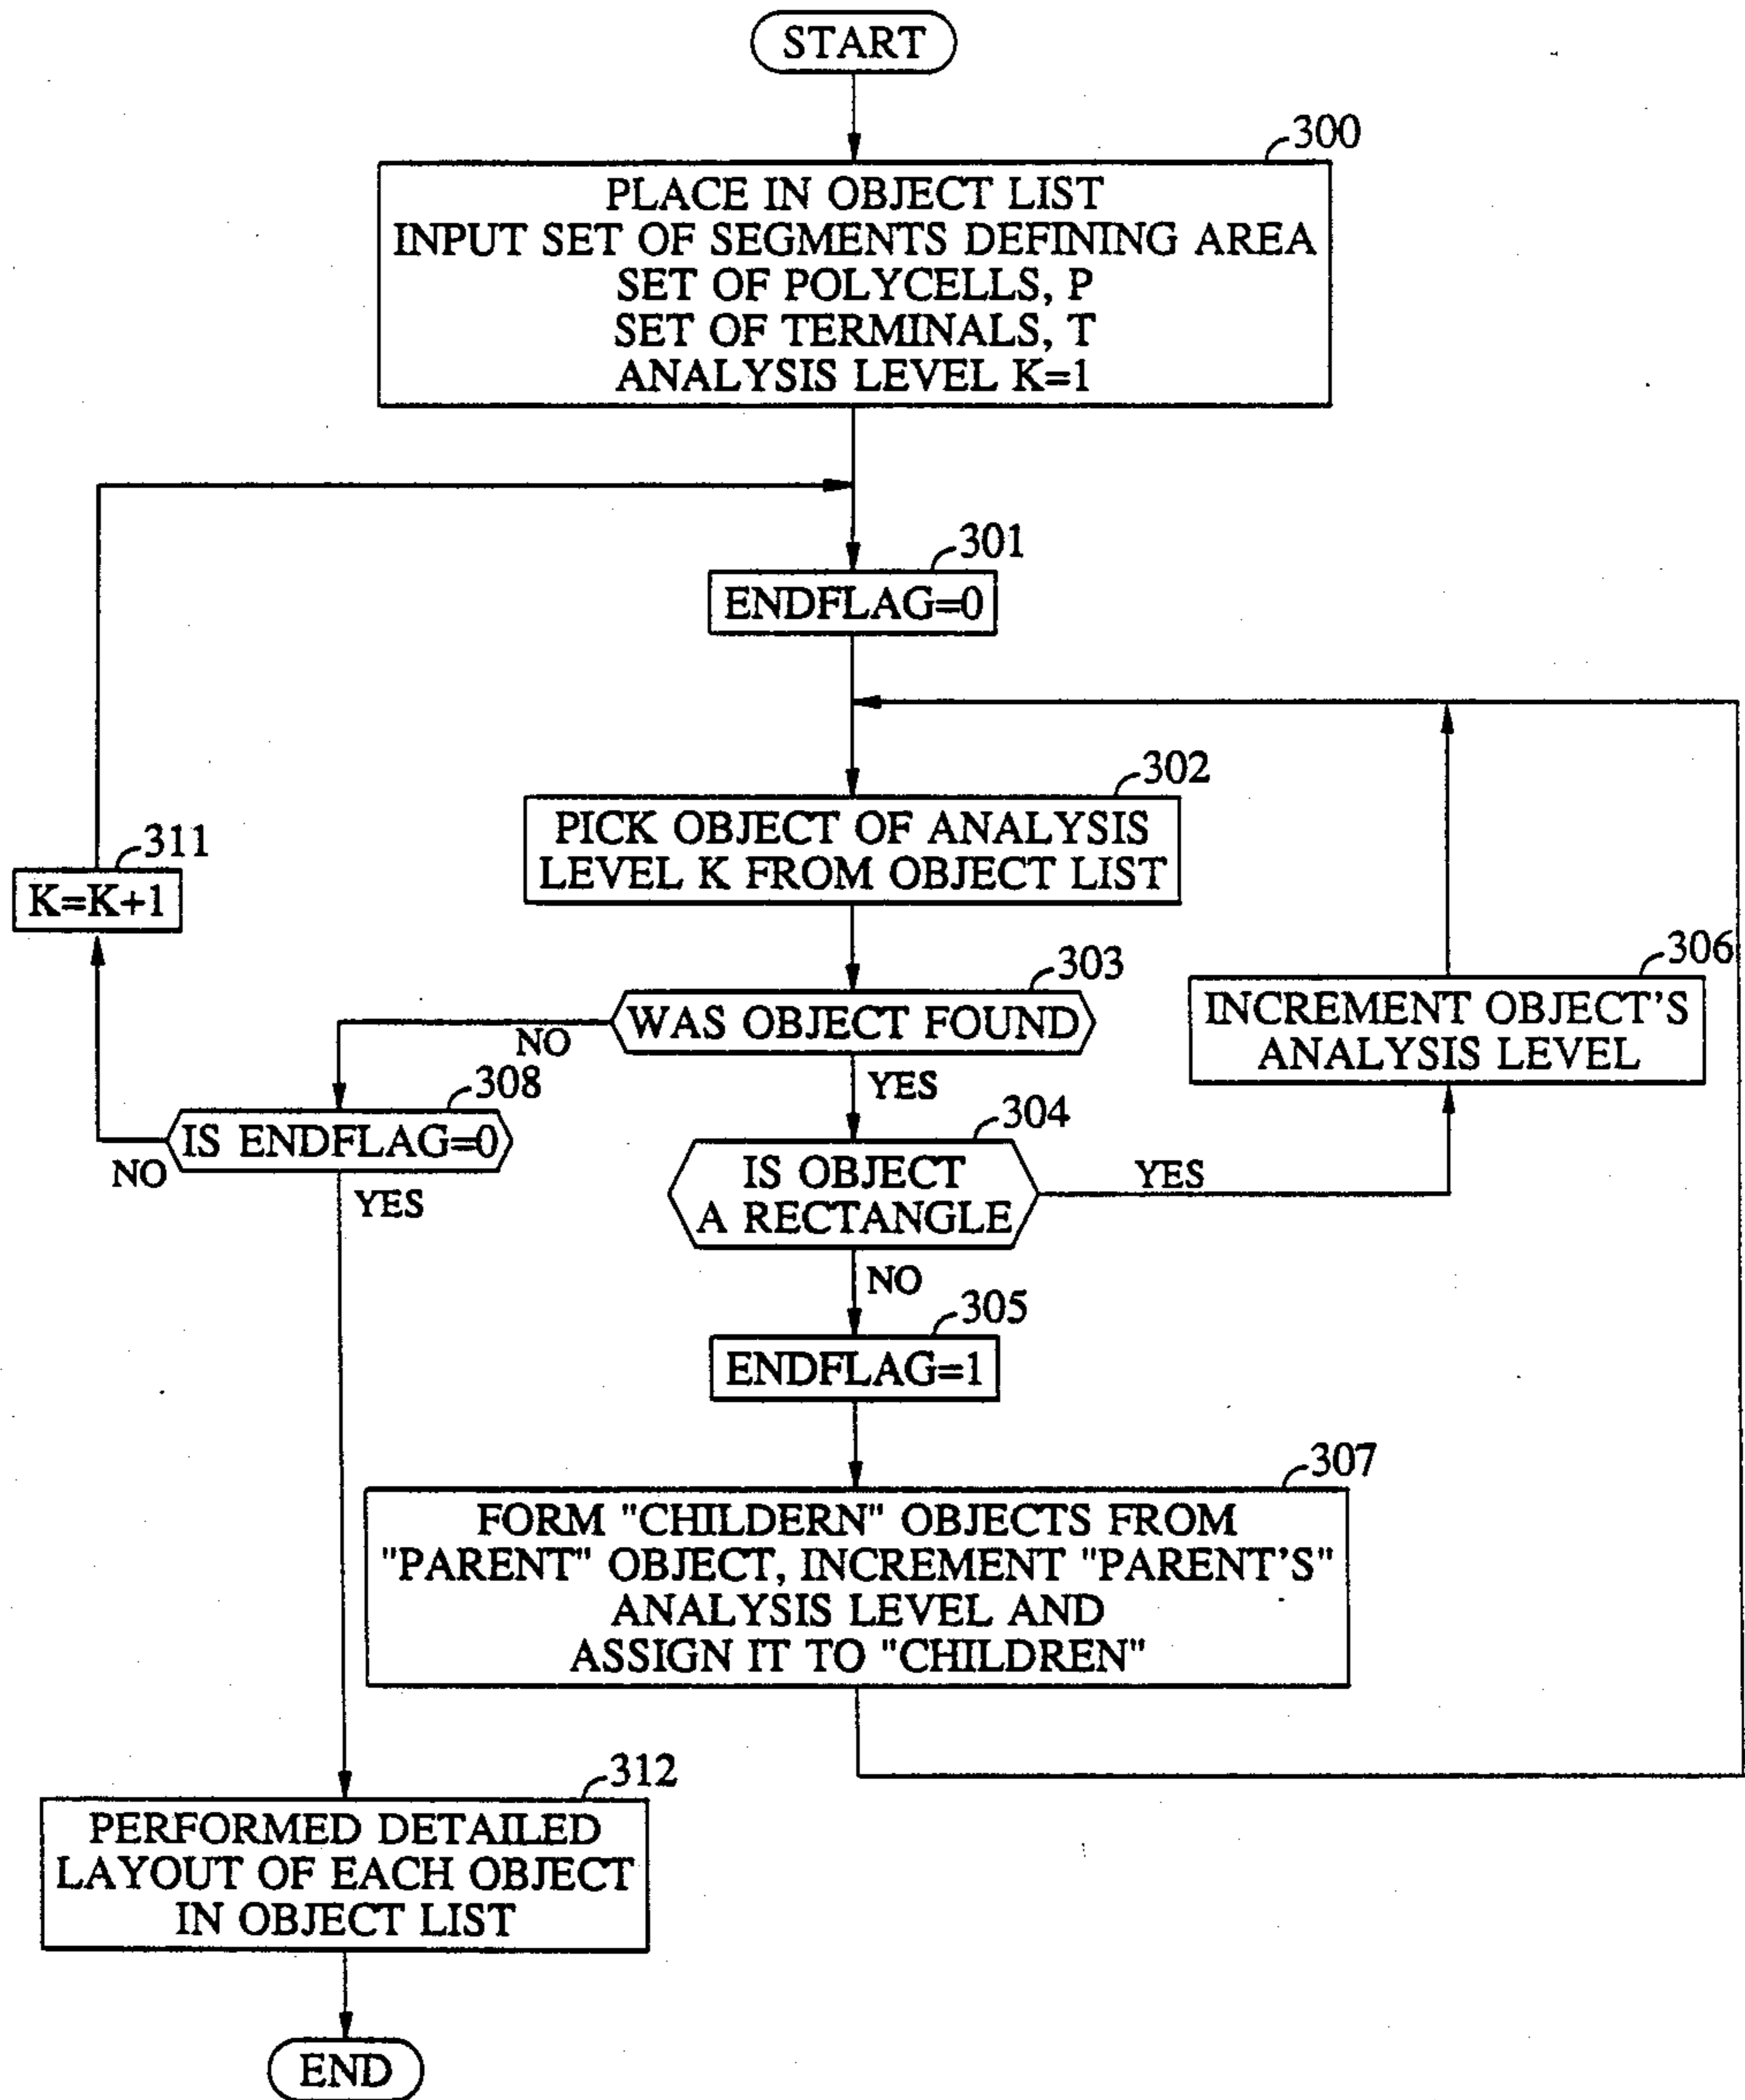 START
300
PLACE IN OBJECT LIST
INPUT SET OF SEGMENTS DEFINING AREA
SET OF POLYCELLS, P
SET OF TERMINALS, T
ANALYSIS LEVEL K=1
301
ENDFLAG=0
302
PICK OBJECT OF ANALYSIS
LEVEL K FROM OBJECT LIST
311
K=K+1
303
WAS OBJECT FOUND
NO
YES
306
INCREMENT OBJECT'S
ANALYSIS LEVEL
308
IS ENDFLAG=0
NO
YES
304
IS OBJECT
A RECTANGLE
YES
NO
305
ENDFLAG=1
307
FORM "CHILDERN" OBJECTS FROM
"PARENT" OBJECT, INCREMENT "PARENT'S"
ANALYSIS LEVEL AND
ASSIGN IT TO "CHILDREN"
312
PERFORMED DETAILED
LAYOUT OF EACH OBJECT
IN OBJECT LIST
END